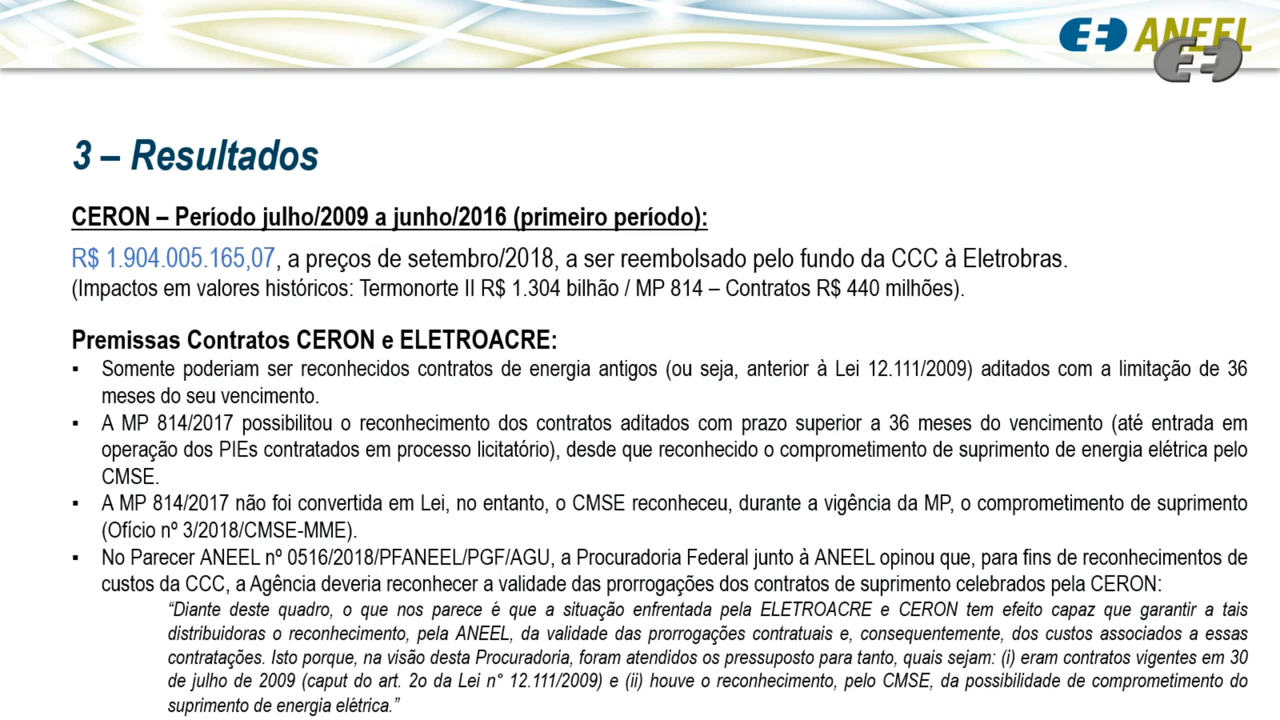 ANEEL
3 – Resultados
CERON – Período julho/2009 a junho/2016 (primeiro período):
R$ 1.904.005.165,07, a preços de setembro/2018, a ser reembolsado pelo fundo da CCC à Eletrobras.
(Impactos em valores históricos: Termonorte II R$ 1.304 bilhão / MP 814 – Contratos R$ 440 milhões).
Premissas Contratos CERON e ELETROACRE:
▪ Somente poderiam ser reconhecidos contratos de energia antigos (ou seja, anterior à Lei 12.111/2009) aditados com a limitação de 36
meses do seu vencimento.
▪ A MP 814/2017 possibilitou o reconhecimento dos contratos aditados com prazo superior a 36 meses do vencimento (até entrada em
operação dos PIEs contratados em processo licitatório), desde que reconhecido o comprometimento de suprimento de energia elétrica pelo
CMSE.
▪ A MP 814/2017 não foi convertida em Lei, no entanto, o CMSE reconheceu, durante a vigência da MP, o comprometimento de suprimento
(Ofício nº 3/2018/CMSE-MME).
▪ No Parecer ANEEL nº 0516/2018/PFANEEL/PGF/AGU, a Procuradoria Federal junto à ANEEL opinou que, para fins de reconhecimentos de
custos da CCC, a Agência deveria reconhecer a validade das prorrogações dos contratos de suprimento celebrados pela CERON:
“Diante deste quadro, o que nos parece é que a situação enfrentada pela ELETROACRE e CERON tem efeito capaz que garantir a tais
distribuidoras o reconhecimento, pela ANEEL, da validade das prorrogações contratuais e, consequentemente, dos custos associados a essas
contratações. Isto porque, na visão desta Procuradoria, foram atendidos os pressuposto para tanto, quais sejam: (i) eram contratos vigentes em 30
de julho de 2009 (caput do art. 2o da Lei n° 12.111/2009) e (ii) houve o reconhecimento, pelo CMSE, da possibilidade de comprometimento do
suprimento de energia elétrica.”